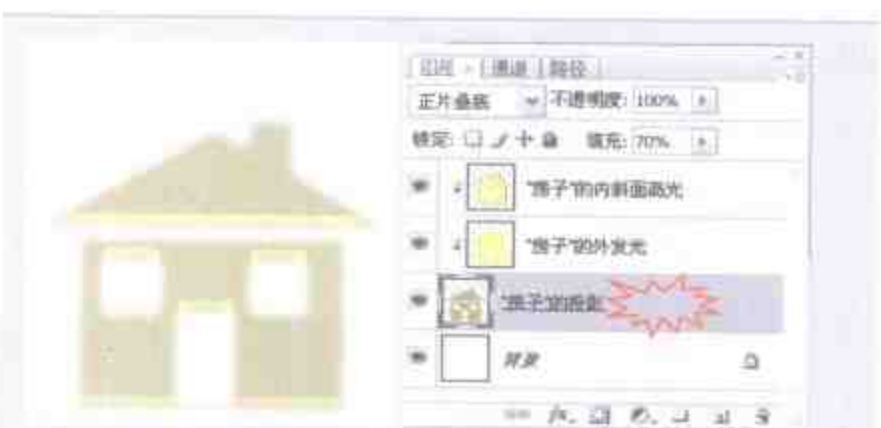 图层 × 通道 路径
正片叠底 不透明度: 100%
锁定: 填充: 70%
"房子"的内斜面高光
"房子"的外发光
"房子"的投影
背景